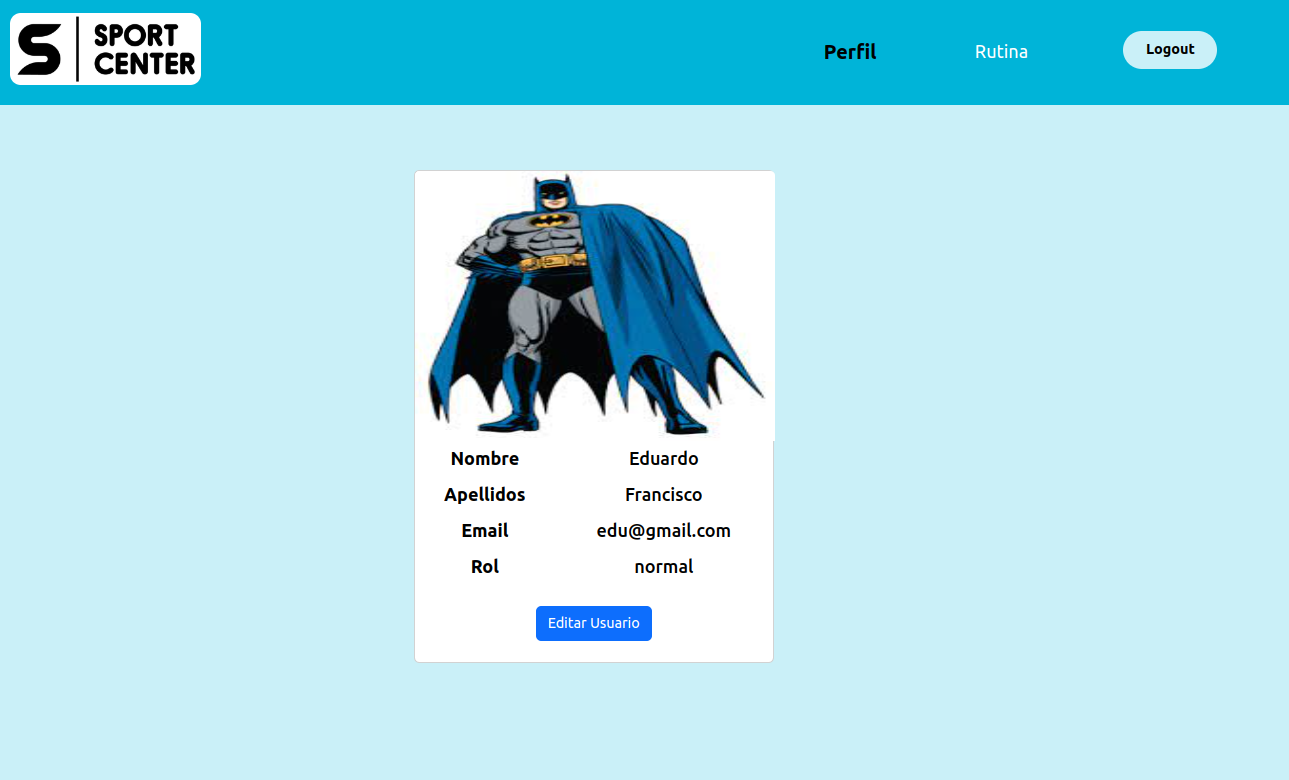 SPORT
CENTER
Perfil Rutina Logout
Nombre Eduardo
Apellidos Francisco
Email edu@gmail.com
Rol normal
Editar Usuario